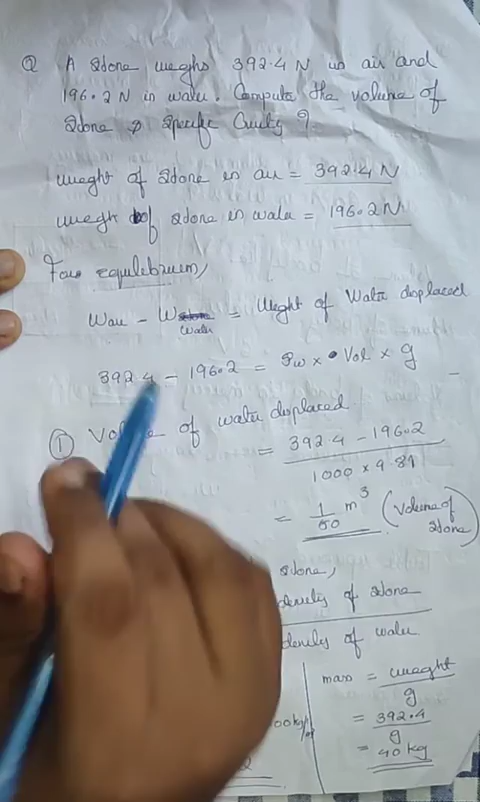 Q A stone weghs 392.4 N in air and
196.2 N in water. Compute the volume of
stone & specific Gravity ?
weight of stone in air = 392.4 N
weigh of stone in water = 196.2 N
For equilibrium,
Wair - W water = Weight of Water displaced
392.4 - 196.2 = ρw × Vol × g
① Volume of water displaced
= 392.4 - 196.2 / 1000 × 9.81
= 1/50 m³ (Volume of stone)
stone,
density of stone
density of water
mass = weight / g
= 392.4 / g
= 40 kg